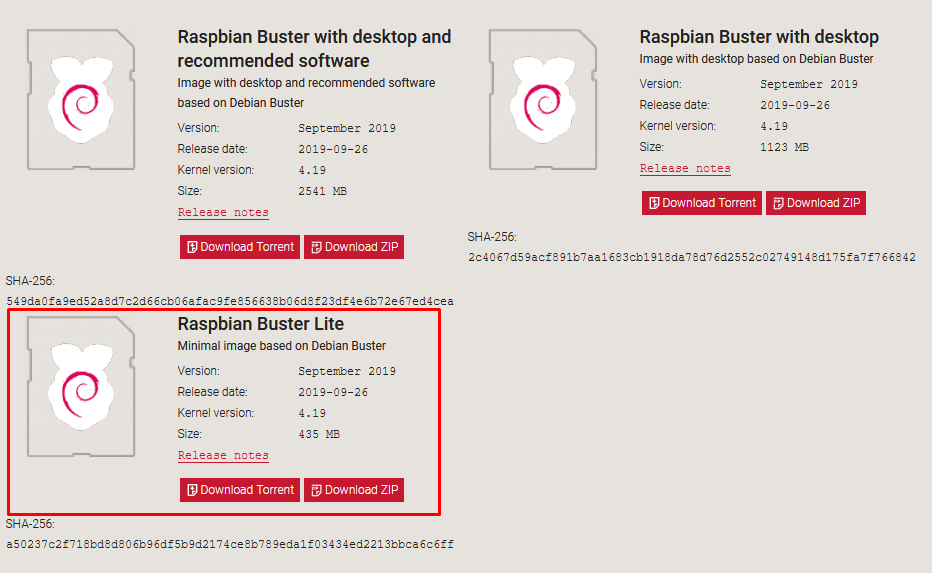 Raspbian Buster with desktop and
recommended software
Image with desktop and recommended software
based on Debian Buster
Version: September 2019
Release date: 2019-09-26
Kernel version: 4.19
Size: 2541 MB
Release notes
Download Torrent Download ZIP
SHA-256:
549da0fa9ed52a8d7c2d66cb06afac9fe856638b06d8f23df4e6b72e67ed4cea
Raspbian Buster with desktop
Image with desktop based on Debian Buster
Version: September 2019
Release date: 2019-09-26
Kernel version: 4.19
Size: 1123 MB
Release notes
Download Torrent Download ZIP
SHA-256:
2c4067d59acf891b7aa1683cb1918da78d76d2552c02749148d175fa7f766842
Raspbian Buster Lite
Minimal image based on Debian Buster
Version: September 2019
Release date: 2019-09-26
Kernel version: 4.19
Size: 435 MB
Release notes
Download Torrent Download ZIP
SHA-256:
a50237c2f718bd8d806b96df5b9d2174ce8b789eda1f03434ed2213bbca6c6ff